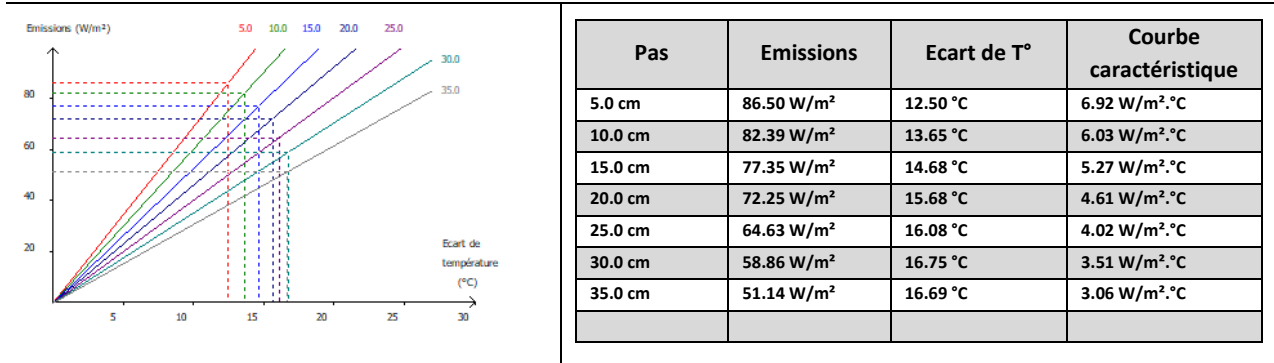 Emissions (W/m²)
5.0 10.0 15.0 20.0 25.0
30.0
35.0
80
60
40
20
Ecart de
température
(°C)
5 10 15 20 25 30
Pas Emissions Ecart de T° Courbe caractéristique
5.0 cm 86.50 W/m² 12.50 °C 6.92 W/m².°C
10.0 cm 82.39 W/m² 13.65 °C 6.03 W/m².°C
15.0 cm 77.35 W/m² 14.68 °C 5.27 W/m².°C
20.0 cm 72.25 W/m² 15.68 °C 4.61 W/m².°C
25.0 cm 64.63 W/m² 16.08 °C 4.02 W/m².°C
30.0 cm 58.86 W/m² 16.75 °C 3.51 W/m².°C
35.0 cm 51.14 W/m² 16.69 °C 3.06 W/m².°C